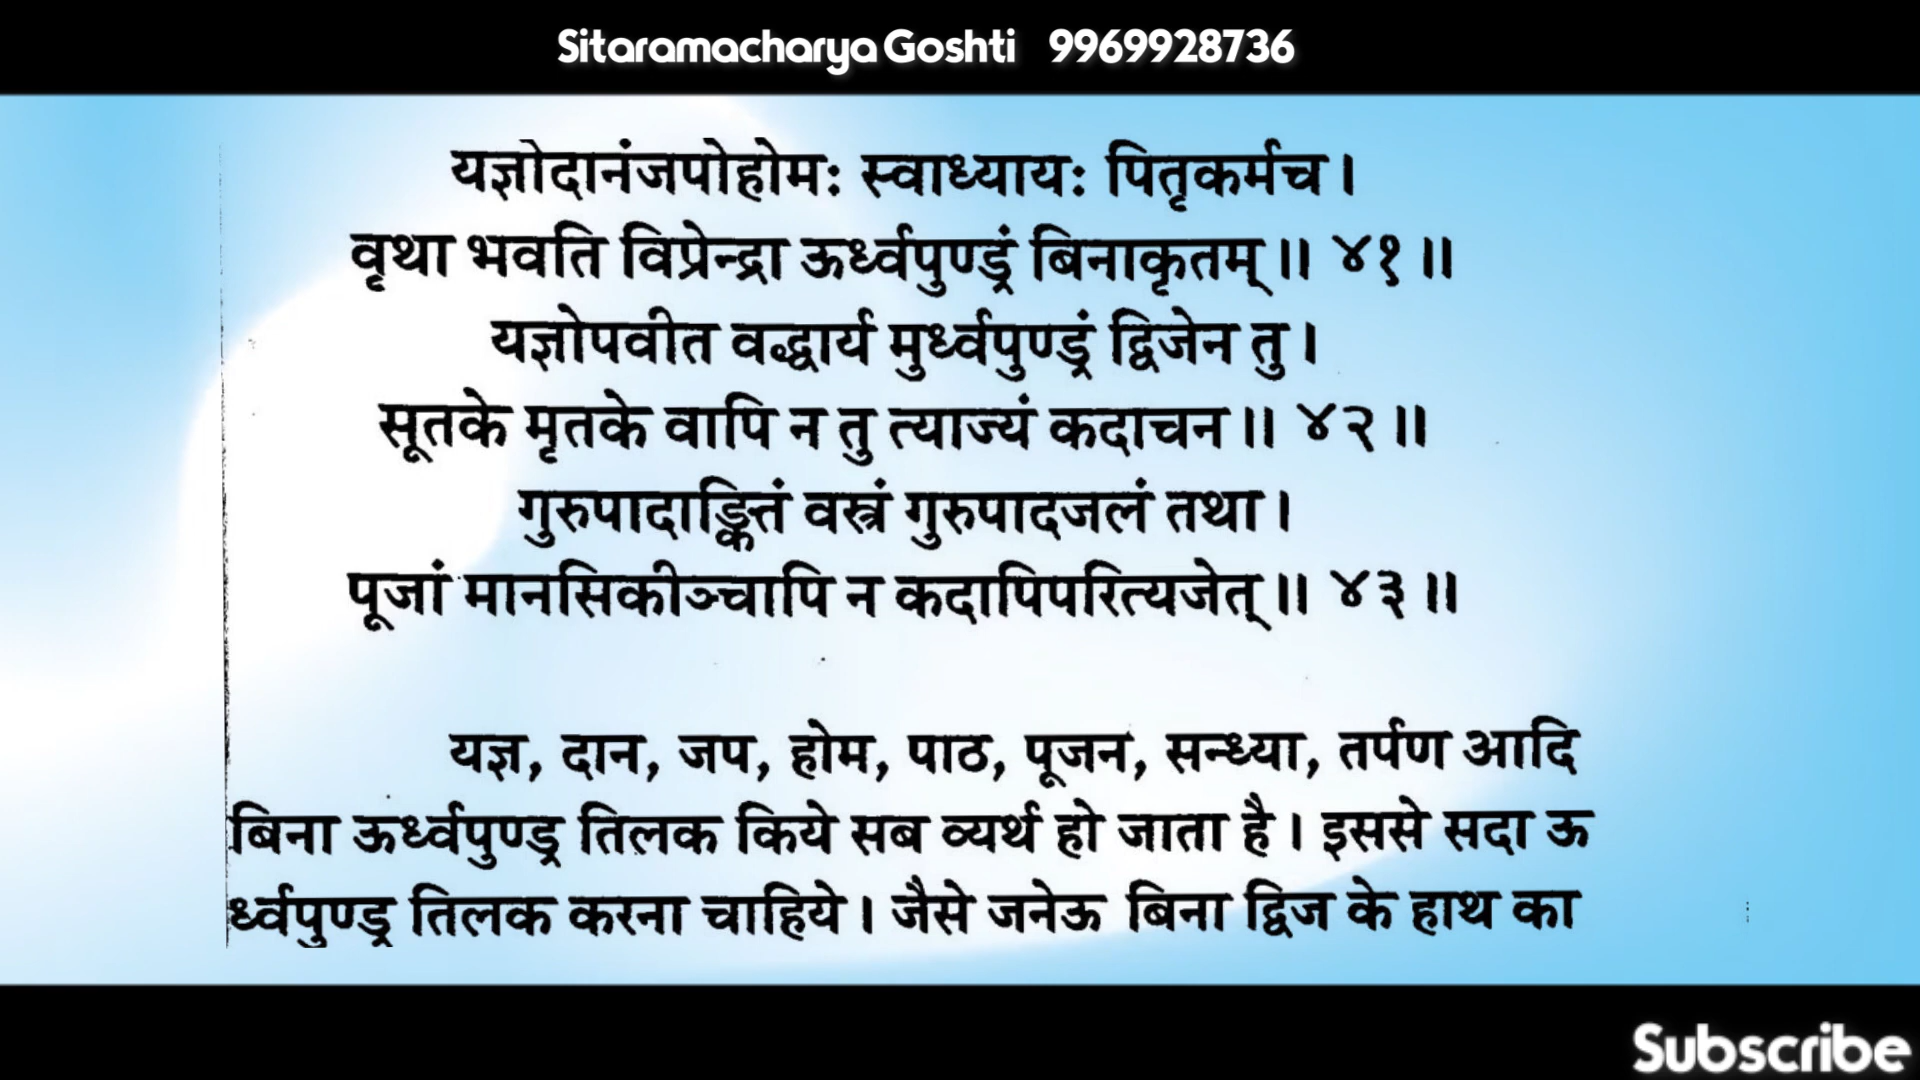 Sitaramacharya Goshti 9969928736
यज्ञोदानंजपोहोमः स्वाध्यायः पितृकर्मच।
वृथा भवति विप्रेन्द्रा ऊर्ध्वपुण्ड्रं बिनाकृतम्॥ ४१॥
यज्ञोपवीत वद्धार्य मुर्ध्वपुण्ड्रं द्विजेन तु।
सूतके मृतके वापि न तु त्याज्यं कदाचन॥ ४२॥
गुरुपादाङ्कितं वस्त्रं गुरुपादजलं तथा।
पूजां मानसिकीञ्चापि न कदापिपरित्यजेत्॥ ४३॥
यज्ञ, दान, जप, होम, पाठ, पूजन, सन्ध्या, तर्पण आदि
बिना ऊर्ध्वपुण्ड्र तिलक किये सब व्यर्थ हो जाता है। इससे सदा ऊ
र्ध्वपुण्ड्र तिलक करना चाहिये। जैसे जनेऊ बिना द्विज के हाथ का
Subscribe